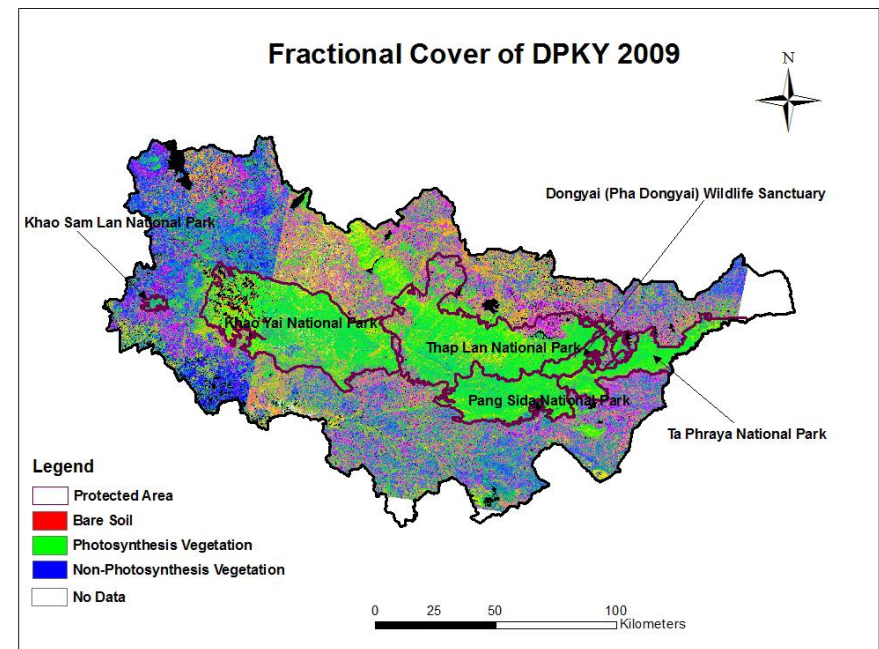 Fractional Cover of DPKY 2009
N
Dongyai (Pha Dongyai) Wildlife Sanctuary
Khao Sam Lan National Park
Khao Yai National Park
Thap Lan National Park
Pang Sida National Park
Ta Phraya National Park
Legend
Protected Area
Bare Soil
Photosynthesis Vegetation
Non-Photosynthesis Vegetation
No Data
0 25 50 100
Kilometers